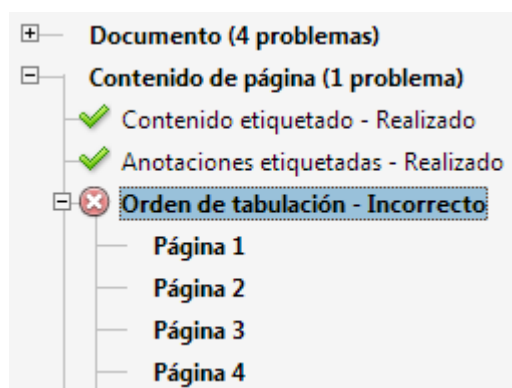 Documento (4 problemas)
Contenido de página (1 problema)
Contenido etiquetado - Realizado
Anotaciones etiquetadas - Realizado
Orden de tabulación - Incorrecto
Página 1
Página 2
Página 3
Página 4